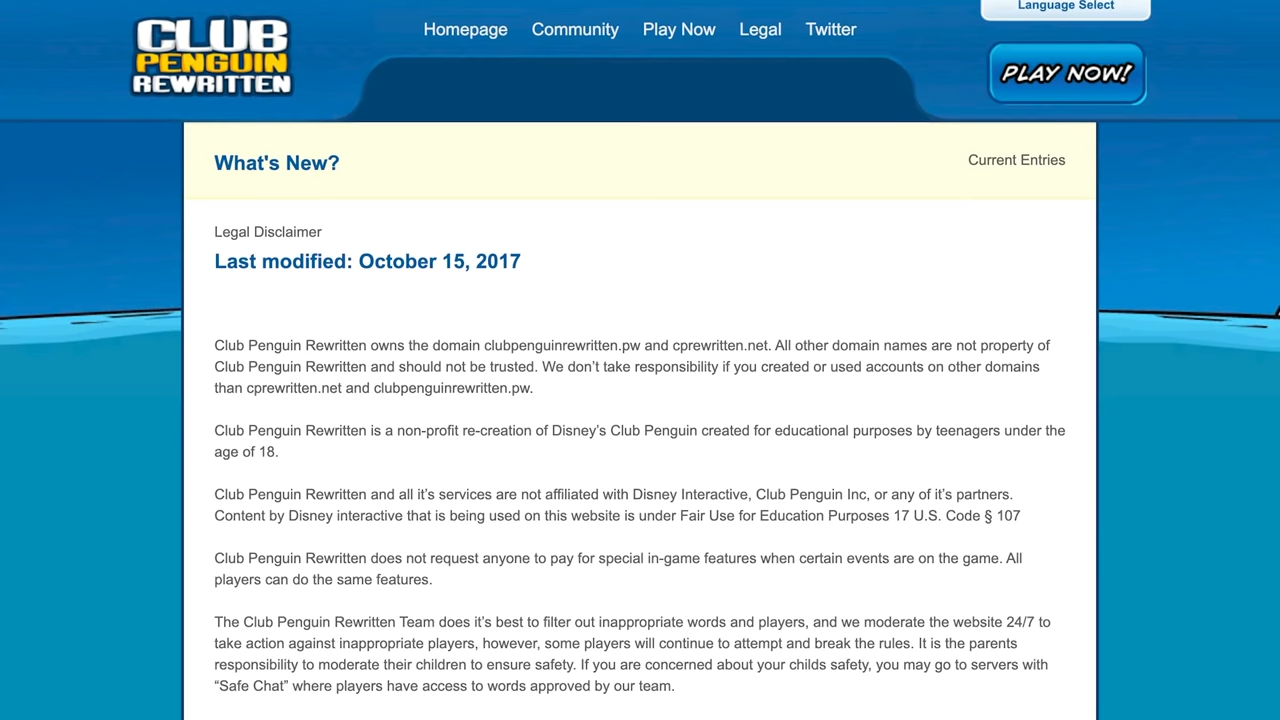 Language Select
CLUB
PENGUIN
REWRITTEN
Homepage Community Play Now Legal Twitter
PLAY NOW!
What's New?
Current Entries
Legal Disclaimer
Last modified: October 15, 2017
Club Penguin Rewritten owns the domain clubpenguinrewritten.pw and cprewritten.net. All other domain names are not property of
Club Penguin Rewritten and should not be trusted. We don’t take responsibility if you created or used accounts on other domains
than cprewritten.net and clubpenguinrewritten.pw.
Club Penguin Rewritten is a non-profit re-creation of Disney’s Club Penguin created for educational purposes by teenagers under the
age of 18.
Club Penguin Rewritten and all it’s services are not affiliated with Disney Interactive, Club Penguin Inc, or any of it’s partners.
Content by Disney interactive that is being used on this website is under Fair Use for Education Purposes 17 U.S. Code § 107
Club Penguin Rewritten does not request anyone to pay for special in-game features when certain events are on the game. All
players can do the same features.
The Club Penguin Rewritten Team does it’s best to filter out inappropriate words and players, and we moderate the website 24/7 to
take action against inappropriate players, however, some players will continue to attempt and break the rules. It is the parents
responsibility to moderate their children to ensure safety. If you are concerned about your childs safety, you may go to servers with
“Safe Chat” where players have access to words approved by our team.